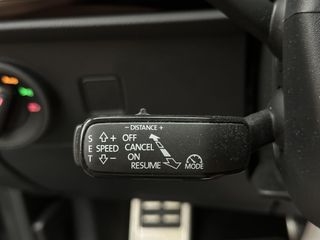 − DISTANCE +
S + OFF
E SPEED CANCEL
T − ON
RESUME
MODE